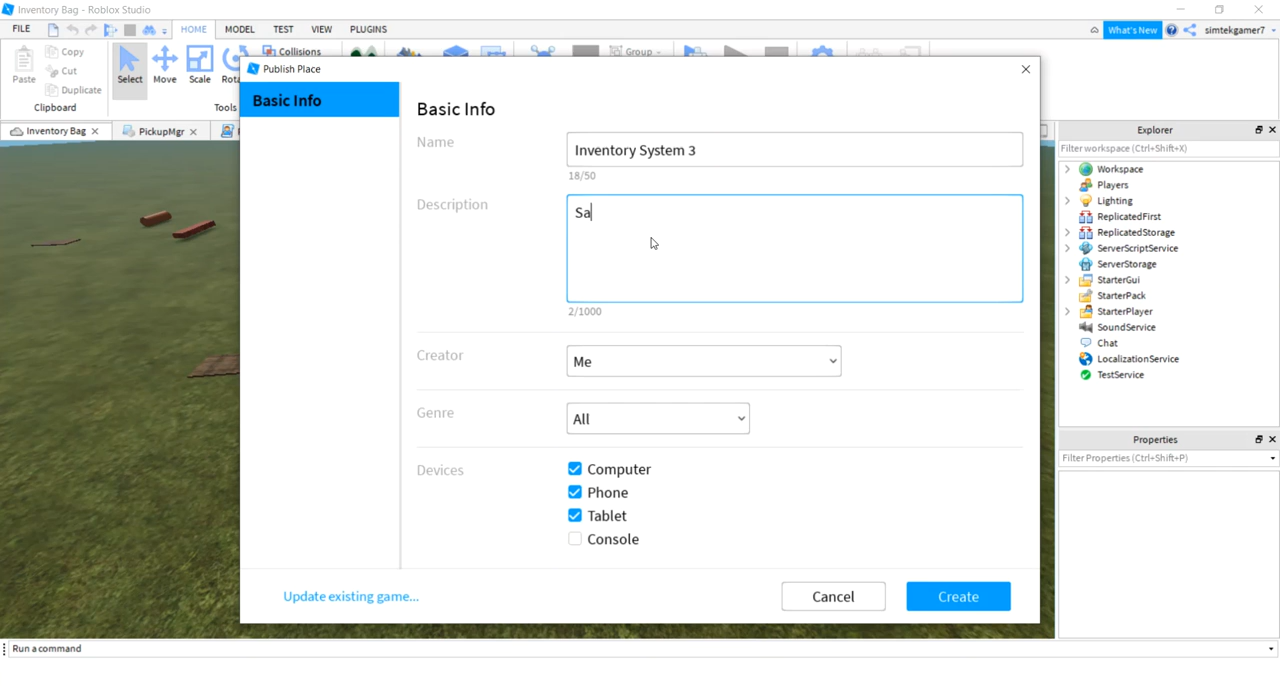 Inventory Bag - Roblox Studio
FILE HOME MODEL TEST VIEW PLUGINS What's New simtekgamer7
Paste Copy Cut Duplicate Clipboard
Select Move Scale Collisions Tools Group
Publish Place
Inventory Bag PickupMgr
Basic Info
Basic Info
Name
Inventory System 3
18/50
Description
Sa
2/1000
Creator
Me
Genre
All
Devices
Computer
Phone
Tablet
Console
Update existing game...
Cancel
Create
Explorer
Filter workspace (Ctrl+Shift+X)
Workspace
Players
Lighting
ReplicatedFirst
ReplicatedStorage
ServerScriptService
ServerStorage
StarterGui
StarterPack
StarterPlayer
SoundService
Chat
LocalizationService
TestService
Properties
Filter Properties (Ctrl+Shift+P)
Run a command